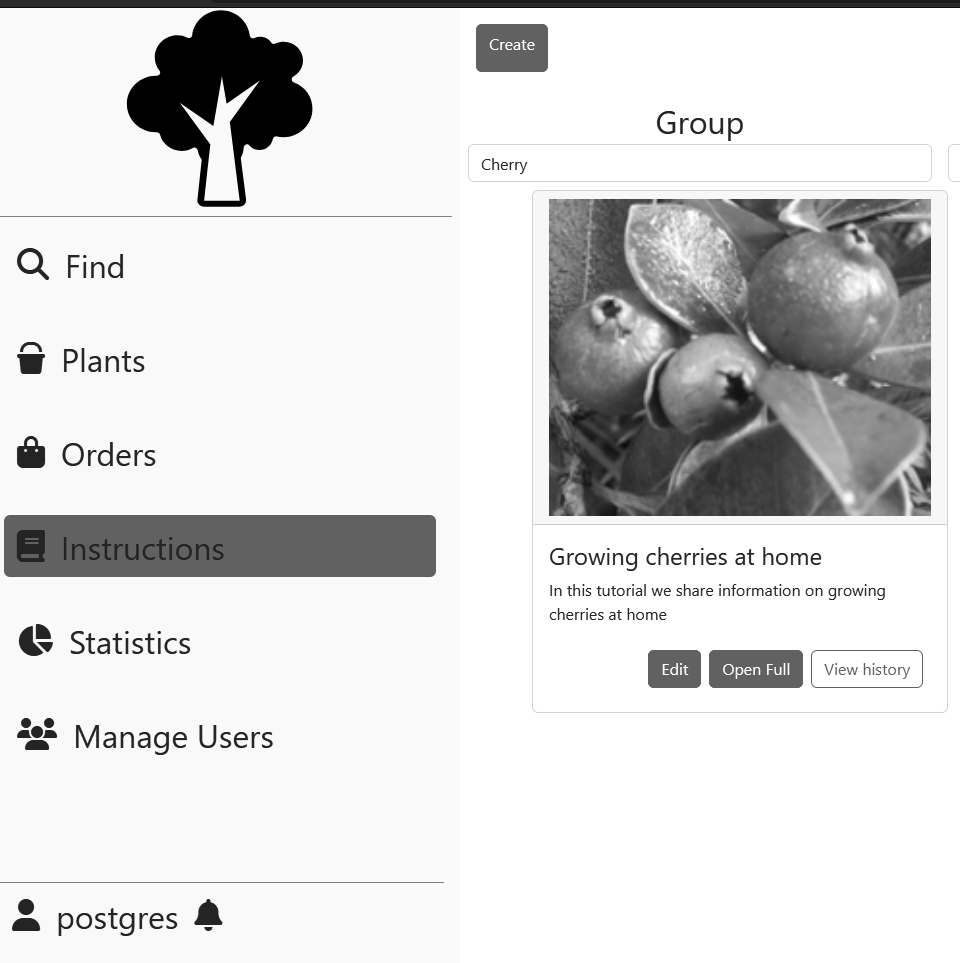 Create
Group
Cherry
Find
Plants
Orders
Instructions
Statistics
Manage Users
postgres
Growing cherries at home
In this tutorial we share information on growing
cherries at home
Edit
Open Full
View history